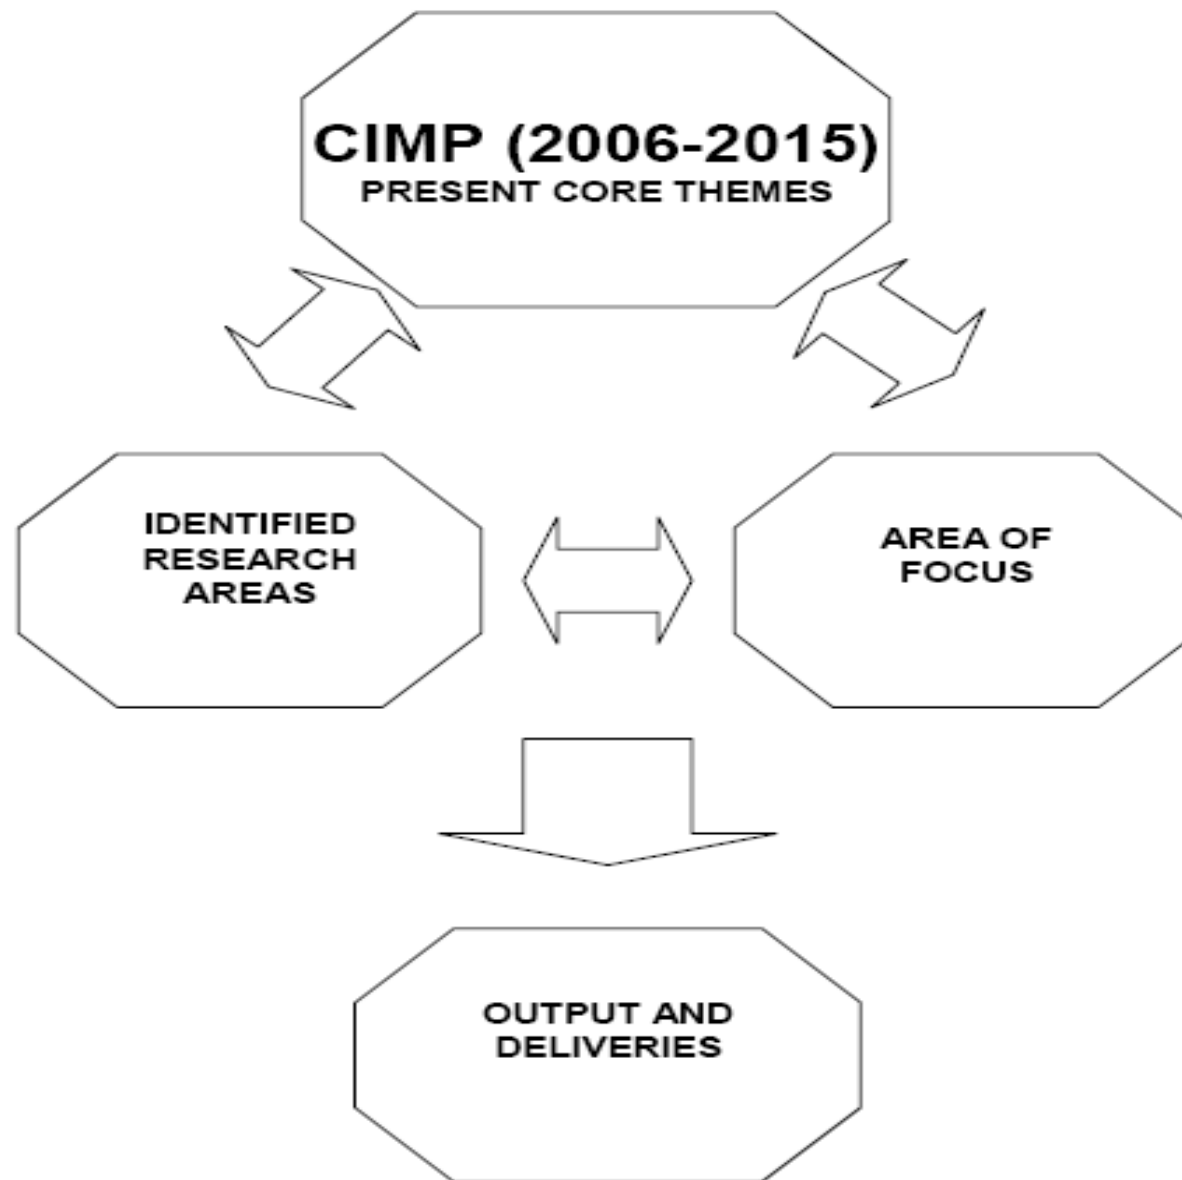 CIMP (2006-2015)
PRESENT CORE THEMES
IDENTIFIED
RESEARCH
AREAS
AREA OF
FOCUS
OUTPUT AND
DELIVERIES